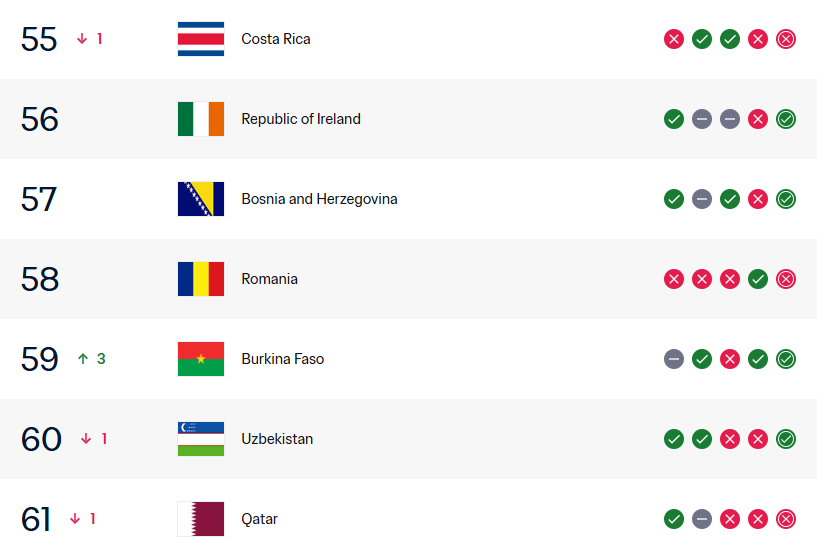 55 ↓ 1 Costa Rica
56 Republic of Ireland
57 Bosnia and Herzegovina
58 Romania
59 ↑ 3 Burkina Faso
60 ↓ 1 Uzbekistan
61 ↓ 1 Qatar